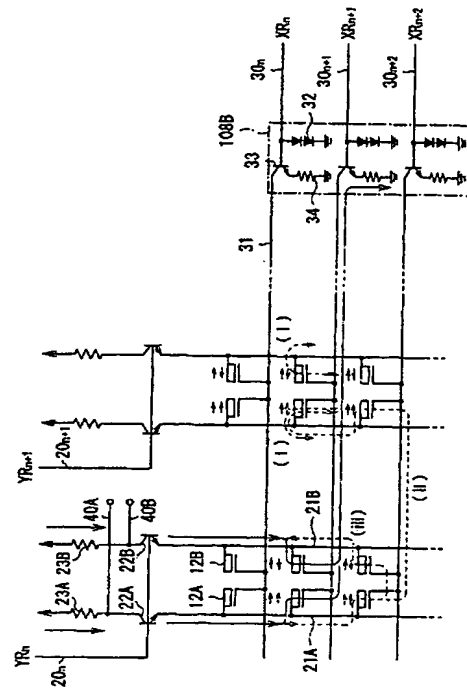 XRn
XRn+1
XRn+2
30n
30n+1
30n+2
108B
32
33
34
31
(i)
(i)
(ii)
(iii)
YRn+1
20n+1
40A
40B
23B
22B
23A
22A
12B
12A
21B
21A
YRn
20n